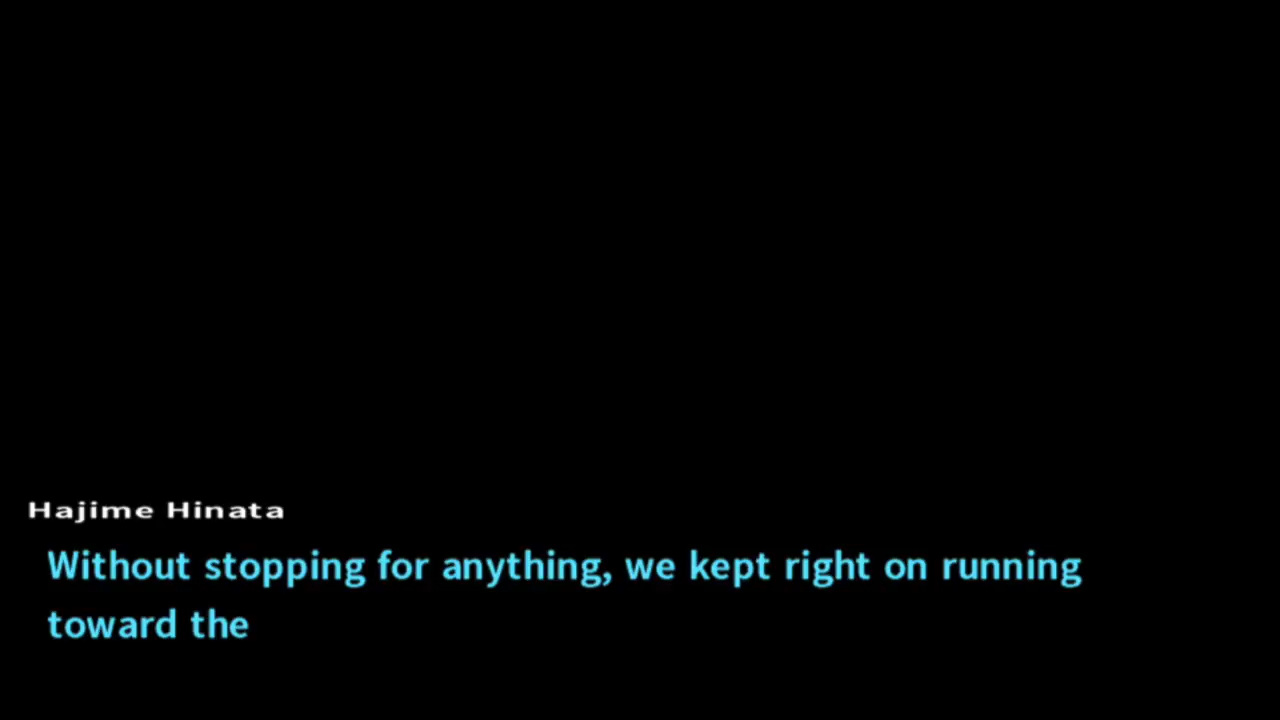 Hajime Hinata
Without stopping for anything, we kept right on running
toward the